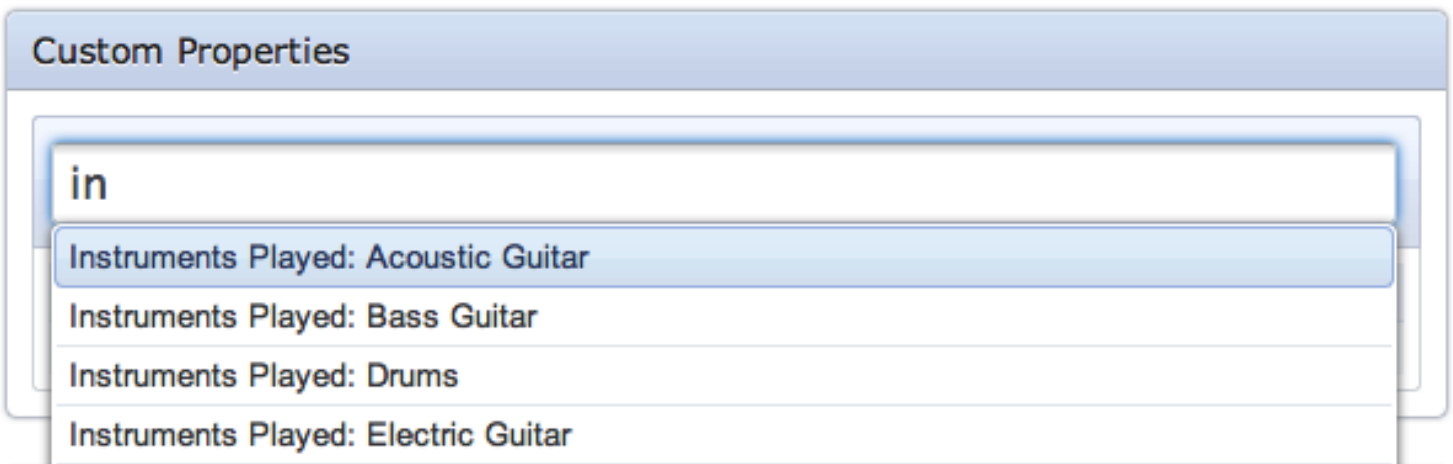 Custom Properties
in
Instruments Played: Acoustic Guitar
Instruments Played: Bass Guitar
Instruments Played: Drums
Instruments Played: Electric Guitar